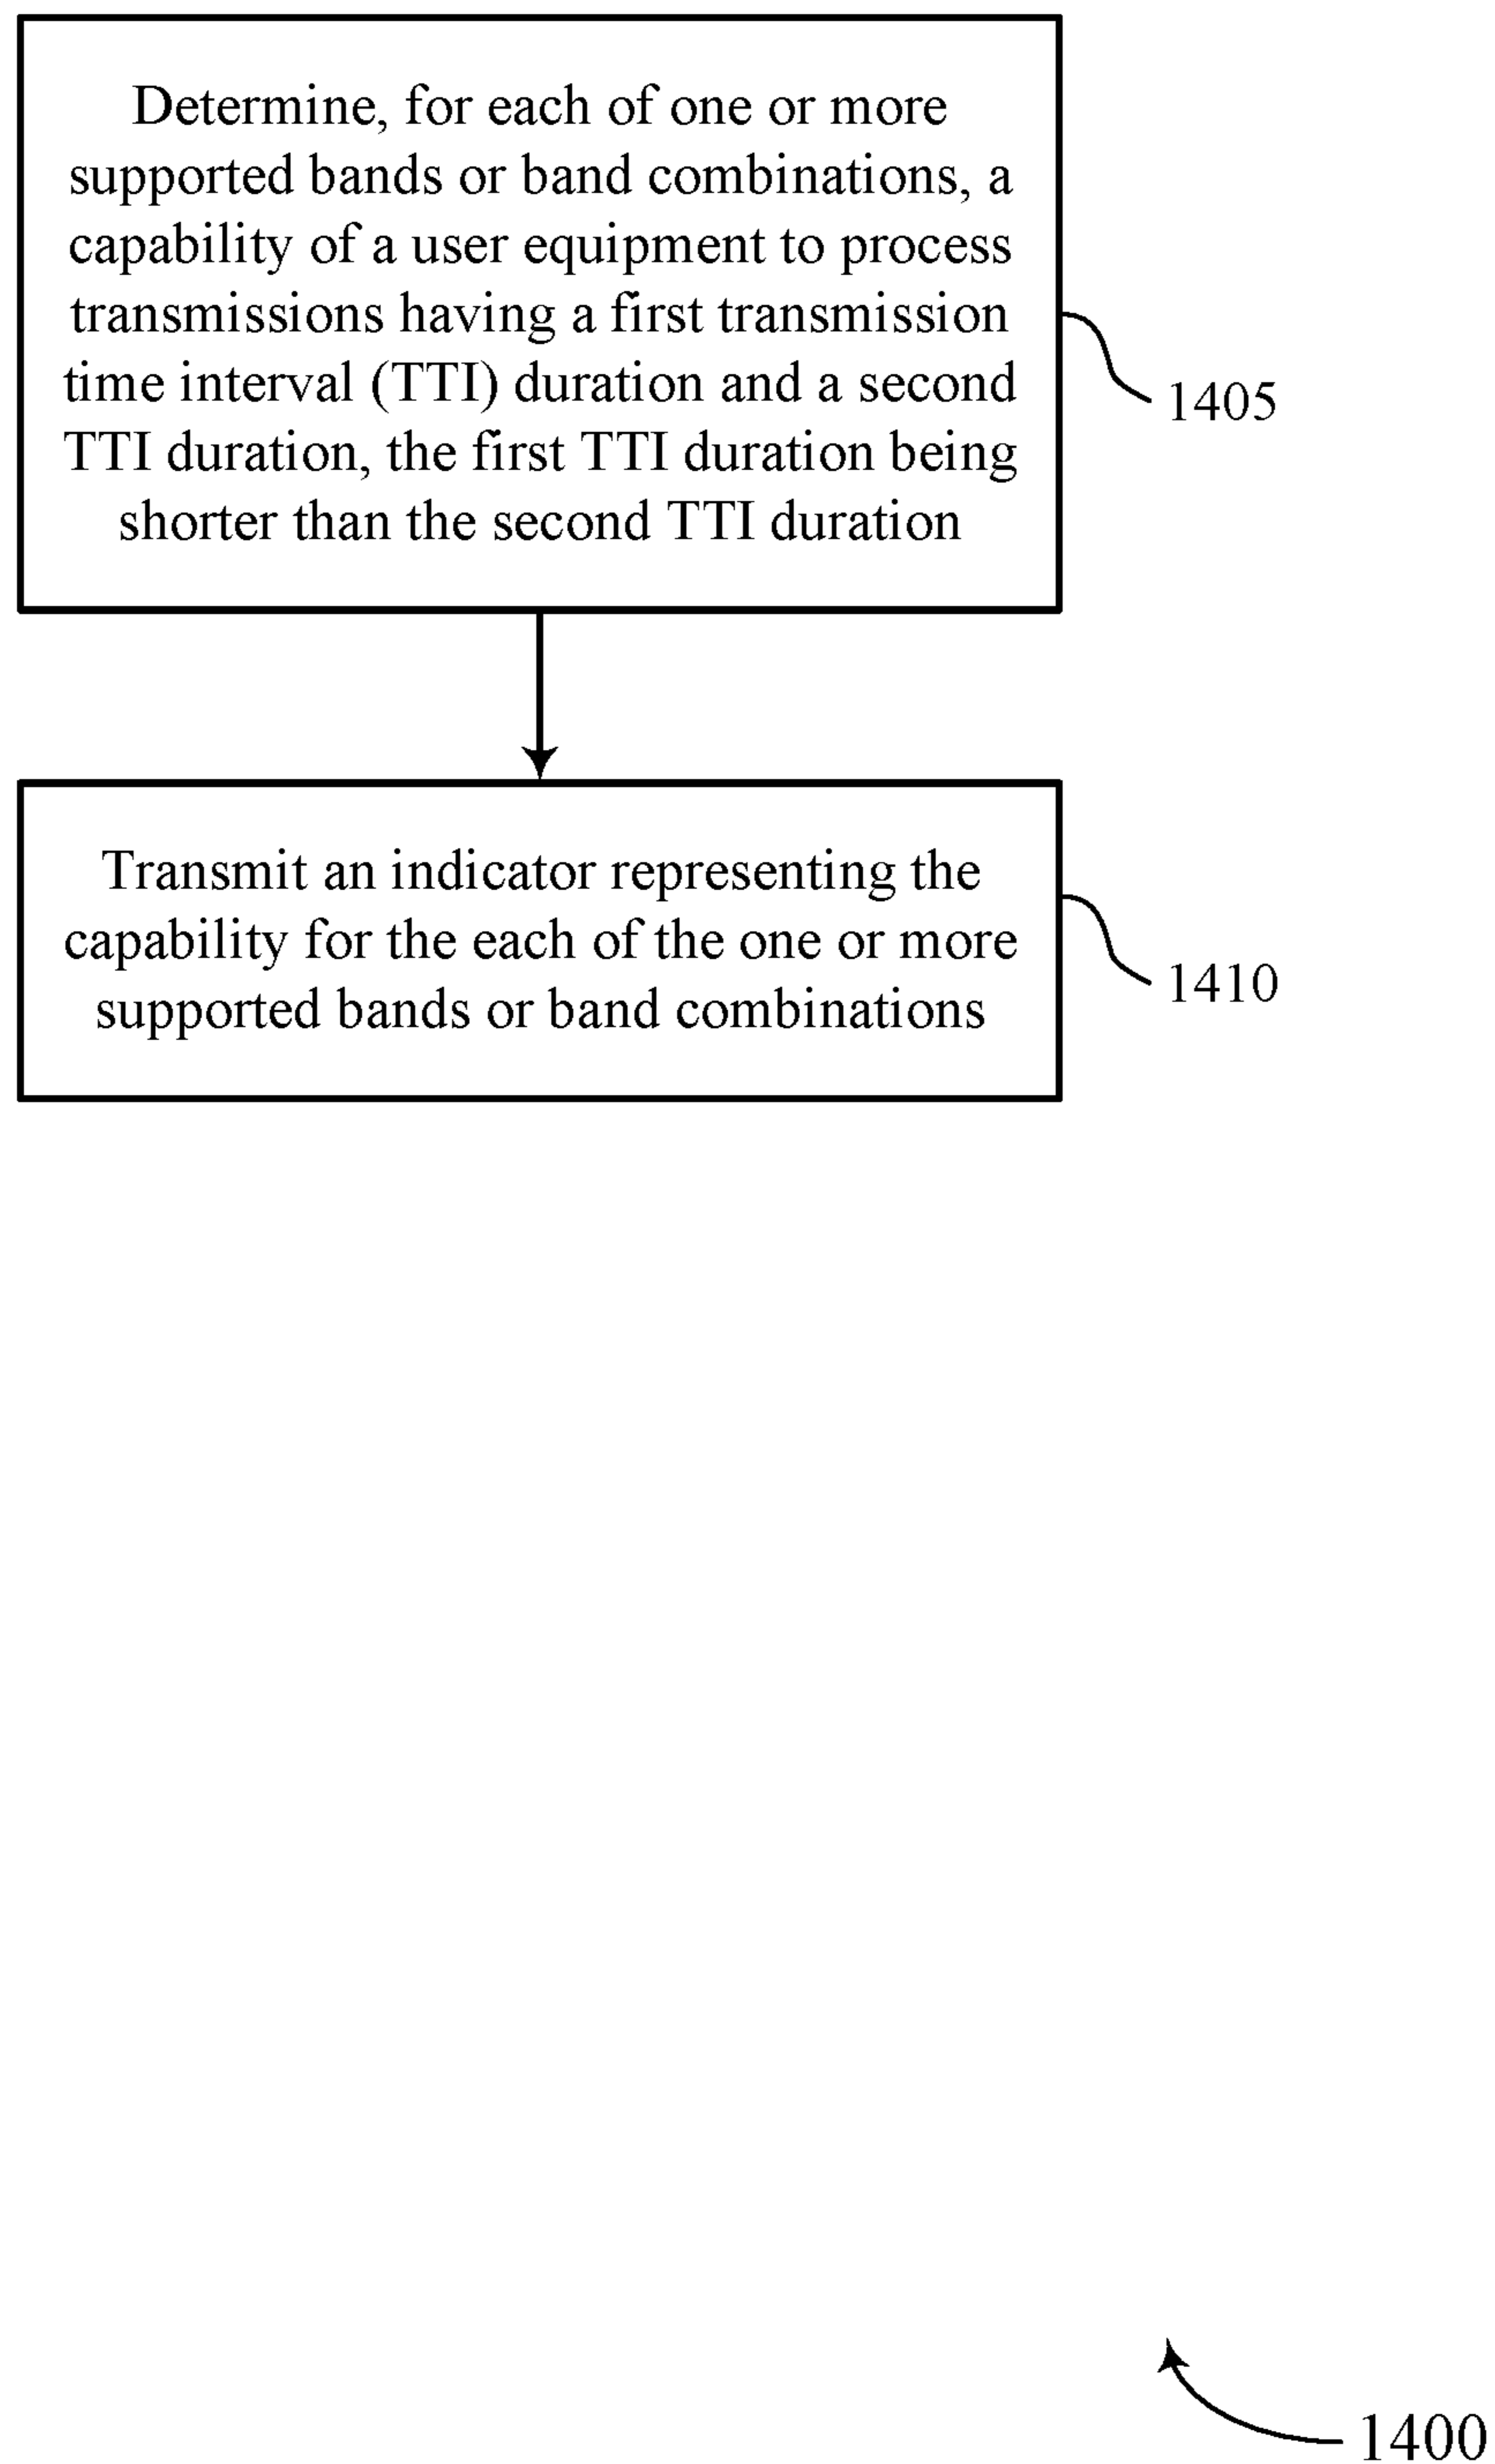 Determine, for each of one or more
supported bands or band combinations, a
capability of a user equipment to process
transmissions having a first transmission
time interval (TTI) duration and a second
TTI duration, the first TTI duration being
shorter than the second TTI duration
1405
Transmit an indicator representing the
capability for the each of the one or more
supported bands or band combinations
1410
1400